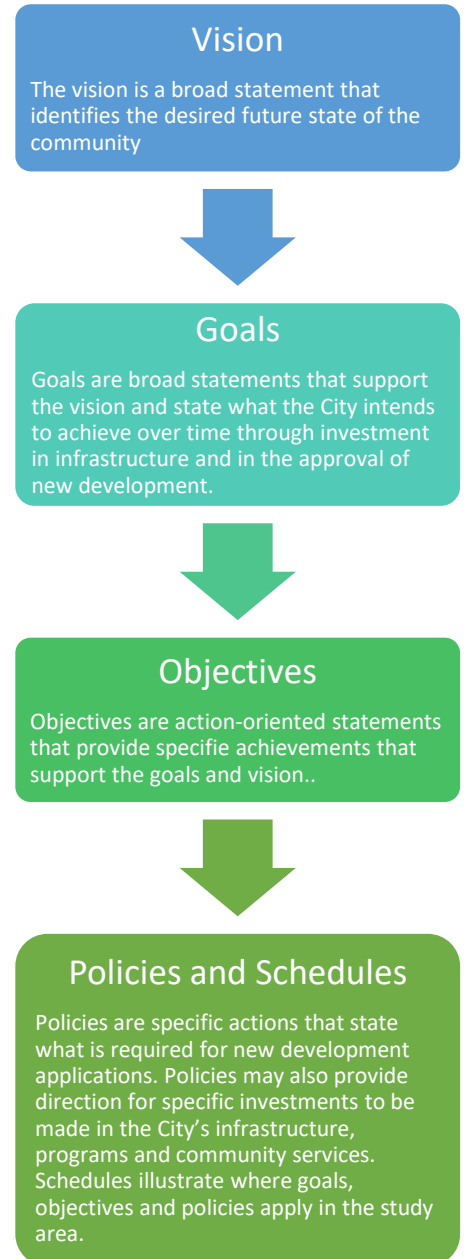 Vision
The vision is a broad statement that
identifies the desired future state of the
community
Goals
Goals are broad statements that support
the vision and state what the City intends
to achieve over time through investment
in infrastructure and in the approval of
new development.
Objectives
Objectives are action-oriented statements
that provide specifie achievements that
support the goals and vision..
Policies and Schedules
Policies are specific actions that state
what is required for new development
applications. Policies may also provide
direction for specific investments to be
made in the City’s infrastructure,
programs and community services.
Schedules illustrate where goals,
objectives and policies apply in the study
area.